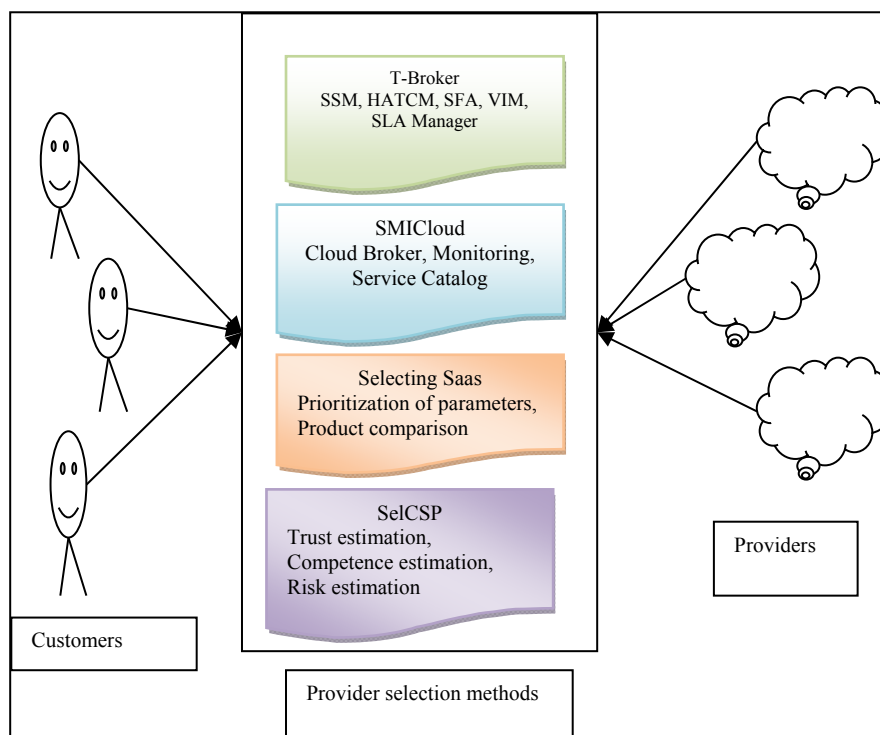 T-Broker
SSM, HATCM, SFA, VIM,
SLA Manager
SMICloud
Cloud Broker, Monitoring,
Service Catalog
Selecting Saas
Prioritization of parameters,
Product comparison
SelCSP
Trust estimation,
Competence estimation,
Risk estimation
Providers
Customers
Provider selection methods